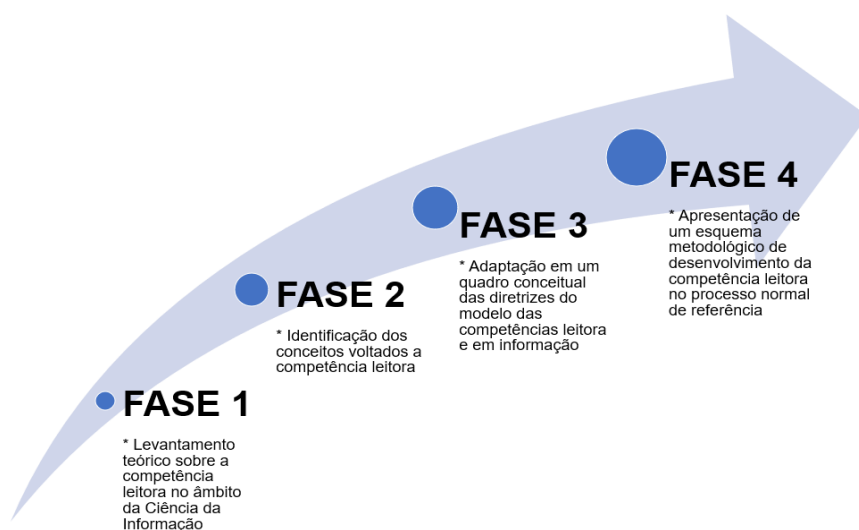 FASE 1
* Levantamento
teórico sobre a
competência
leitora no âmbito
da Ciência da
Informação
FASE 2
* Identificação dos
conceitos voltados a
competência leitora
FASE 3
* Adaptação em um
quadro conceitual
das diretrizes do
modelo das
competências leitora
e em informação
FASE 4
* Apresentação de
um esquema
metodológico de
desenvolvimento da
competência leitora
no processo normal
de referência